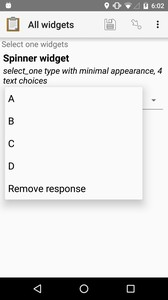 6:02
All widgets
Select one widgets
Spinner widget
select_one type with minimal appearance, 4
text choices
A
B
C
D
Remove response